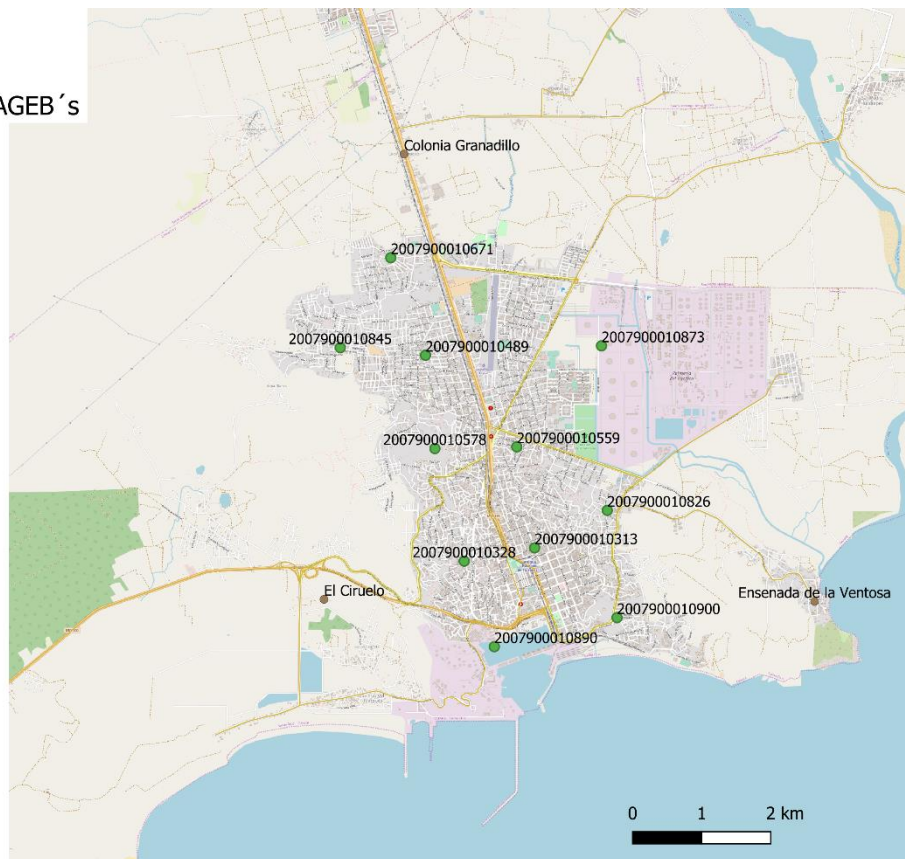 AGEB´s
Colonia Granadillo
2007900010671
2007900010845
2007900010489
2007900010873
2007900010578
2007900010559
2007900010826
2007900010313
2007900010328
El Ciruelo
Ensenada de la Ventosa
2007900010900
2007900010890
0 1 2 km